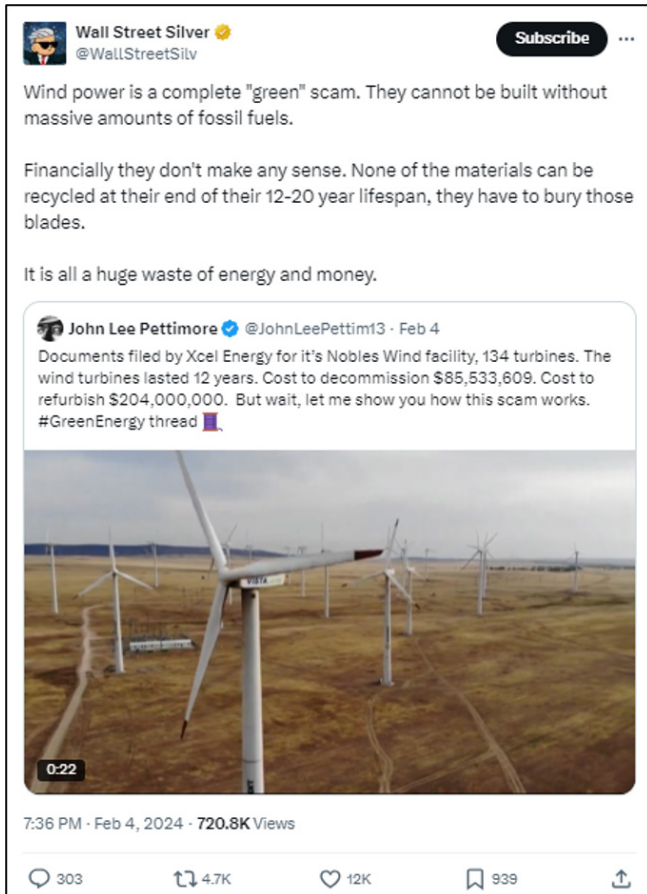 Wall Street Silver
@WallStreetSilv
Subscribe
Wind power is a complete "green" scam. They cannot be built without
massive amounts of fossil fuels.
Financially they don't make any sense. None of the materials can be
recycled at their end of their 12-20 year lifespan, they have to bury those
blades.
It is all a huge waste of energy and money.
John Lee Pettimore @JohnLeePettim13 · Feb 4
Documents filed by Xcel Energy for it's Nobles Wind facility, 134 turbines. The
wind turbines lasted 12 years. Cost to decommission $85,533,609. Cost to
refurbish $204,000,000. But wait, let me show you how this scam works.
#GreenEnergy thread
VISTA
0:22
7:36 PM · Feb 4, 2024 · 720.8K Views
303 4.7K 12K 939